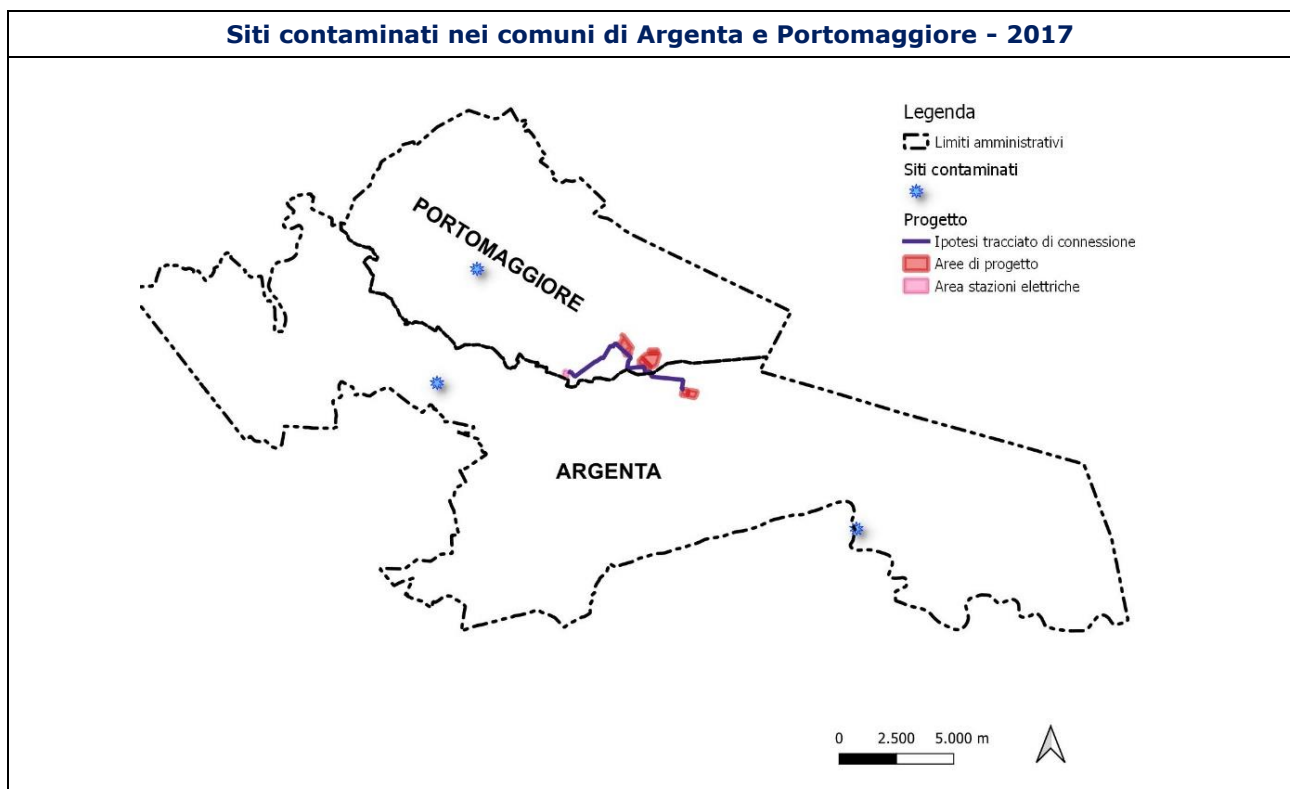 Siti contaminati nei comuni di Argenta e Portomaggiore - 2017
Legenda
Limiti amministrativi
Siti contaminati
Progetto
Ipotesi tracciato di connessione
Aree di progetto
Area stazioni elettriche
PORTOMAGGIORE
ARGENTA
0 2.500 5.000 m